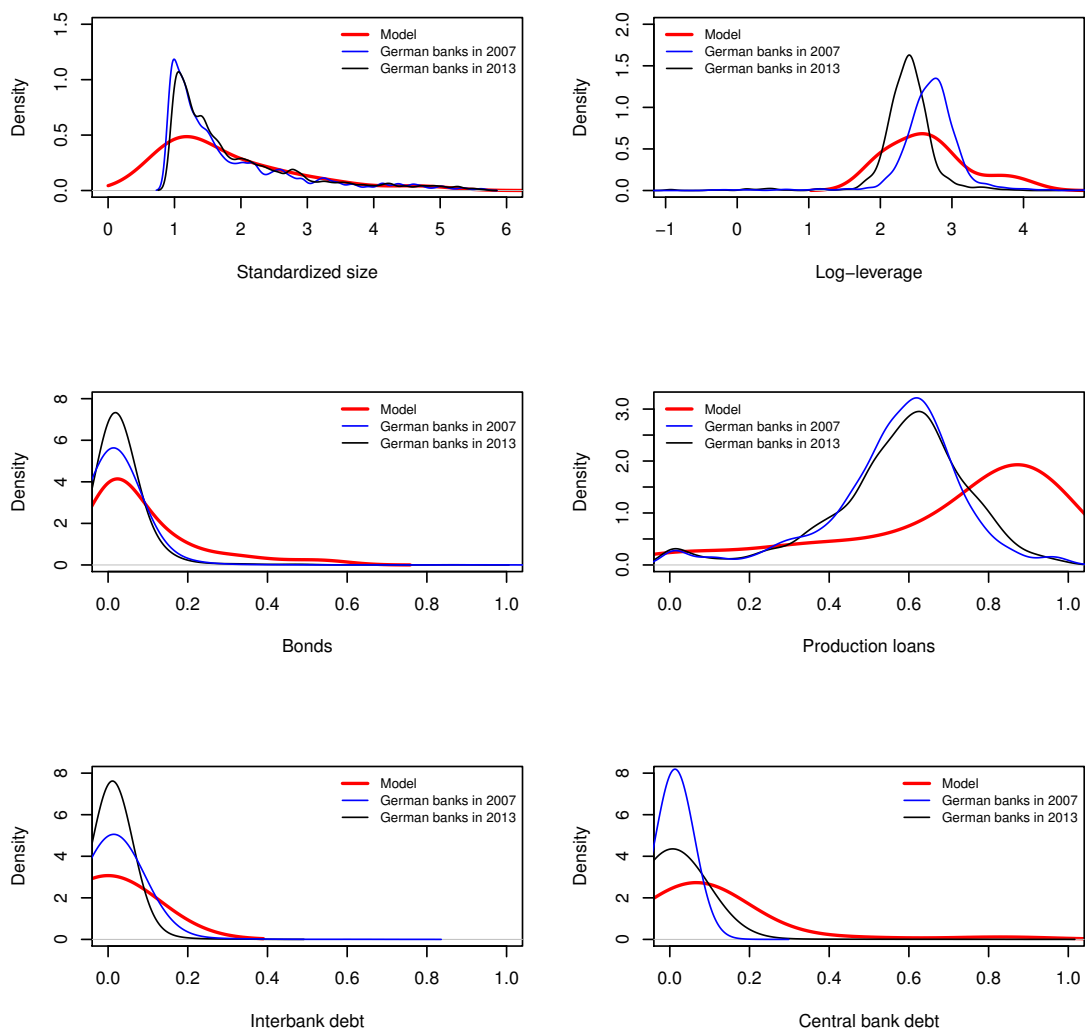 Density
0.0 0.5 1.0 1.5
Model
German banks in 2007
German banks in 2013
0 1 2 3 4 5 6
Standardized size
Density
0.0 0.5 1.0 1.5 2.0
Model
German banks in 2007
German banks in 2013
−1 0 1 2 3 4
Log−leverage
Density
0 2 4 6 8
Model
German banks in 2007
German banks in 2013
0.0 0.2 0.4 0.6 0.8 1.0
Bonds
Density
0.0 1.0 2.0 3.0
Model
German banks in 2007
German banks in 2013
0.0 0.2 0.4 0.6 0.8 1.0
Production loans
Density
0 2 4 6 8
Model
German banks in 2007
German banks in 2013
0.0 0.2 0.4 0.6 0.8 1.0
Interbank debt
Density
0 2 4 6 8
Model
German banks in 2007
German banks in 2013
0.0 0.2 0.4 0.6 0.8 1.0
Central bank debt